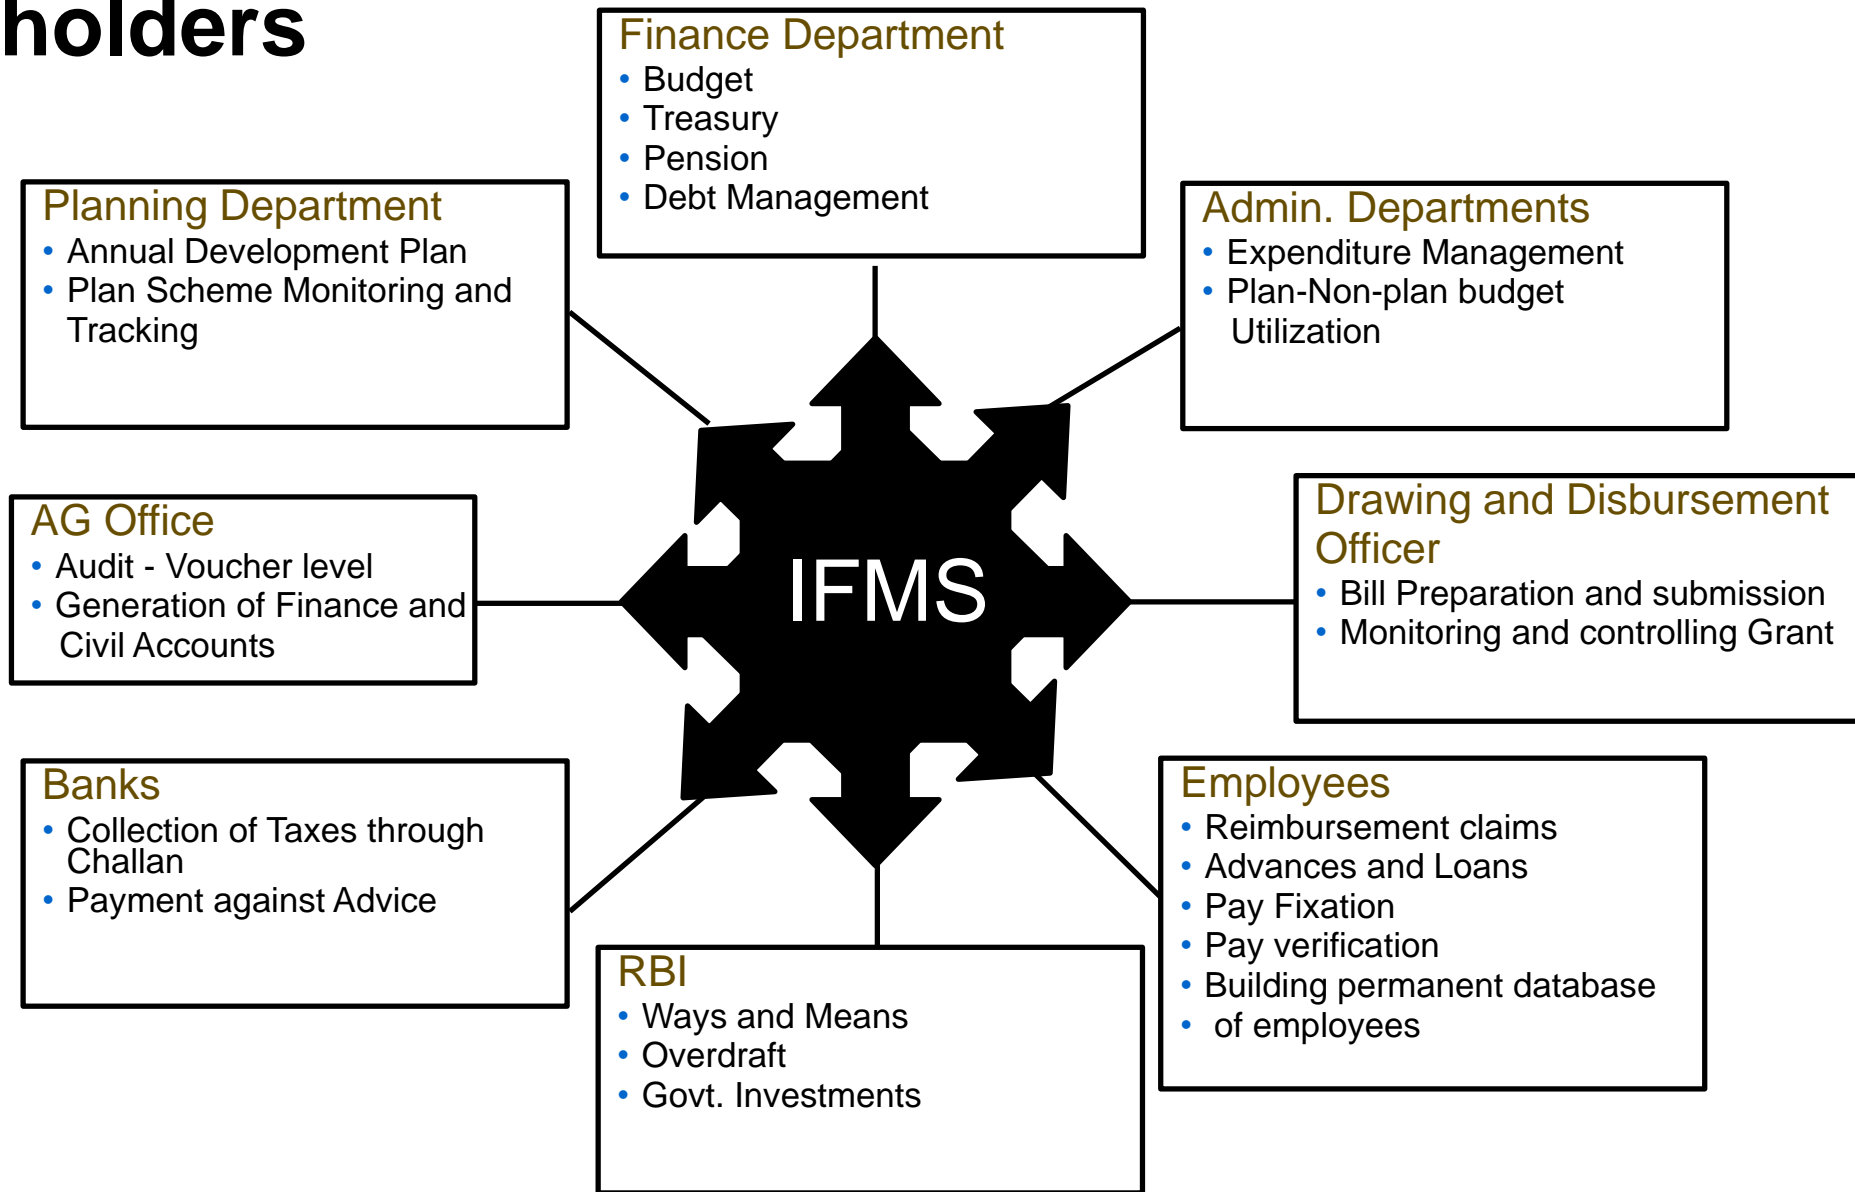 holders
Finance Department
• Budget
• Treasury
• Pension
• Debt Management
Planning Department
• Annual Development Plan
• Plan Scheme Monitoring and
Tracking
Admin. Departments
• Expenditure Management
• Plan-Non-plan budget
Utilization
AG Office
• Audit - Voucher level
• Generation of Finance and
Civil Accounts
IFMS
Drawing and Disbursement
Officer
• Bill Preparation and submission
• Monitoring and controlling Grant
Banks
• Collection of Taxes through
Challan
• Payment against Advice
RBI
• Ways and Means
• Overdraft
• Govt. Investments
Employees
• Reimbursement claims
• Advances and Loans
• Pay Fixation
• Pay verification
• Building permanent database
• of employees